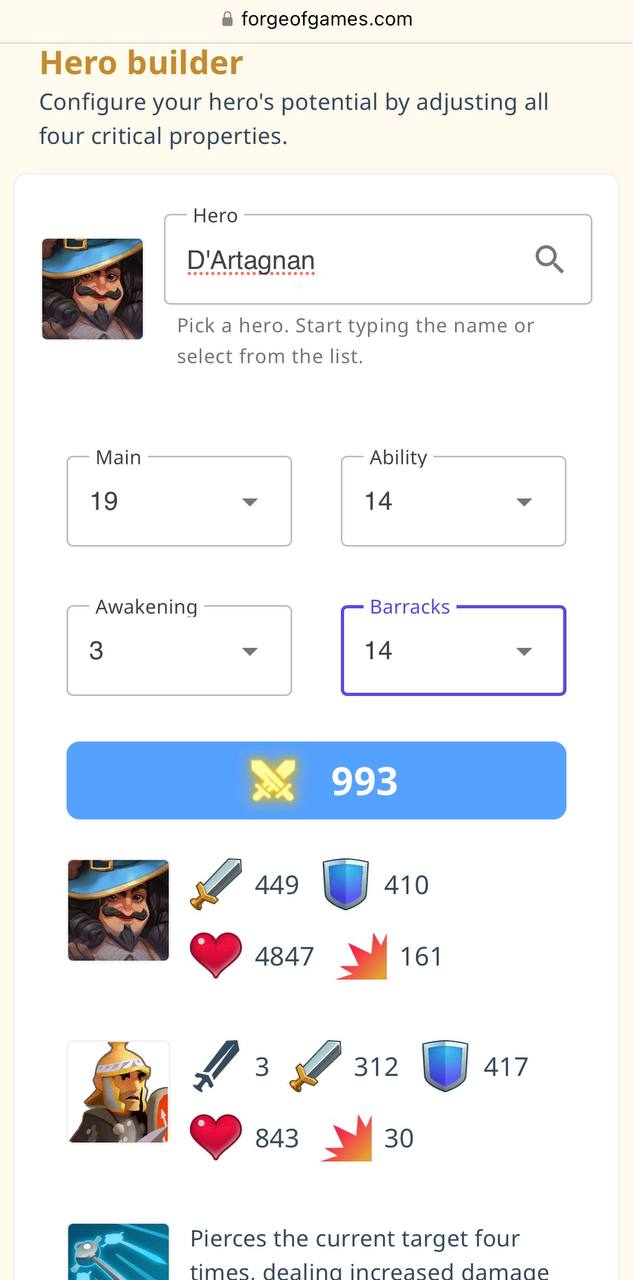 forgeofgames.com
Hero builder
Configure your hero's potential by adjusting all
four critical properties.
Hero
D'Artagnan
Pick a hero. Start typing the name or
select from the list.
Main
19
Ability
14
Awakening
3
Barracks
14
993
449
410
4847
161
3
312
417
843
30
Pierces the current target four
times, dealing increased damage